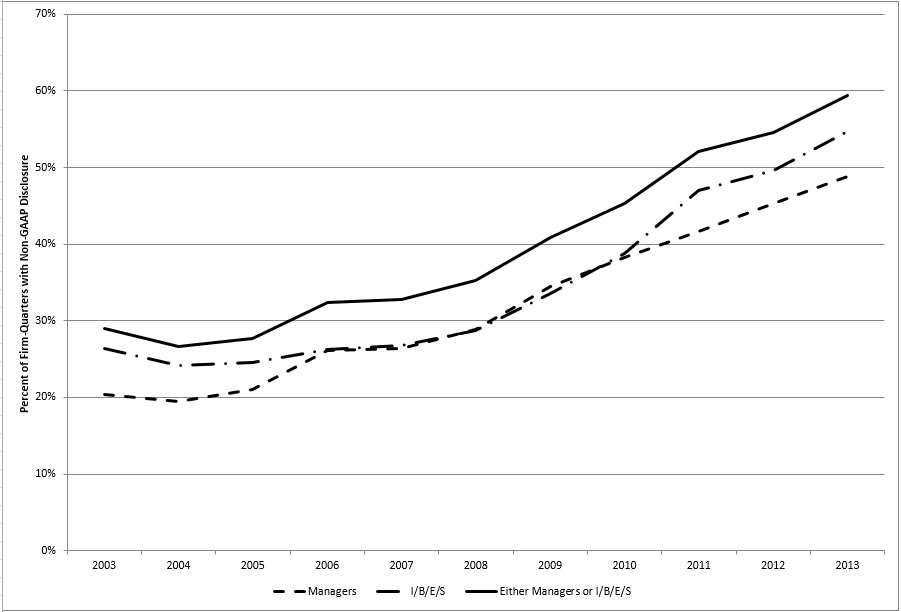 70%
60%
50%
40%
30%
20%
10%
0%
Percent of Firm-Quarters with Non-GAAP Disclosure
2003 2004 2005 2006 2007 2008 2009 2010 2011 2012 2013
Managers I/B/E/S Either Managers or I/B/E/S